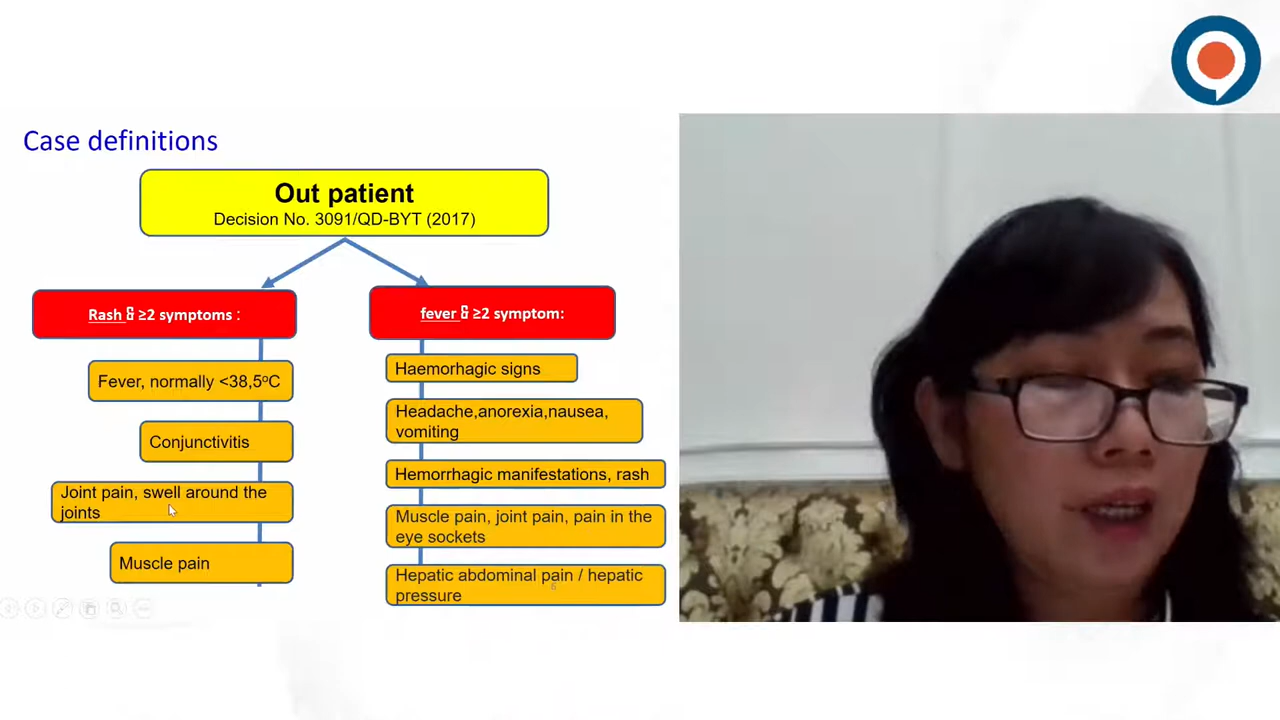 Case definitions
Out patient
Decision No. 3091/QD-BYT (2017)
Rash & ≥2 symptoms :
Fever, normally <38,5ºC
Conjunctivitis
Joint pain, swell around the
joints
Muscle pain
fever & ≥2 symptom:
Haemorhagic signs
Headache,anorexia,nausea,
vomiting
Hemorrhagic manifestations, rash
Muscle pain, joint pain, pain in the
eye sockets
Hepatic abdominal pain / hepatic
pressure
6